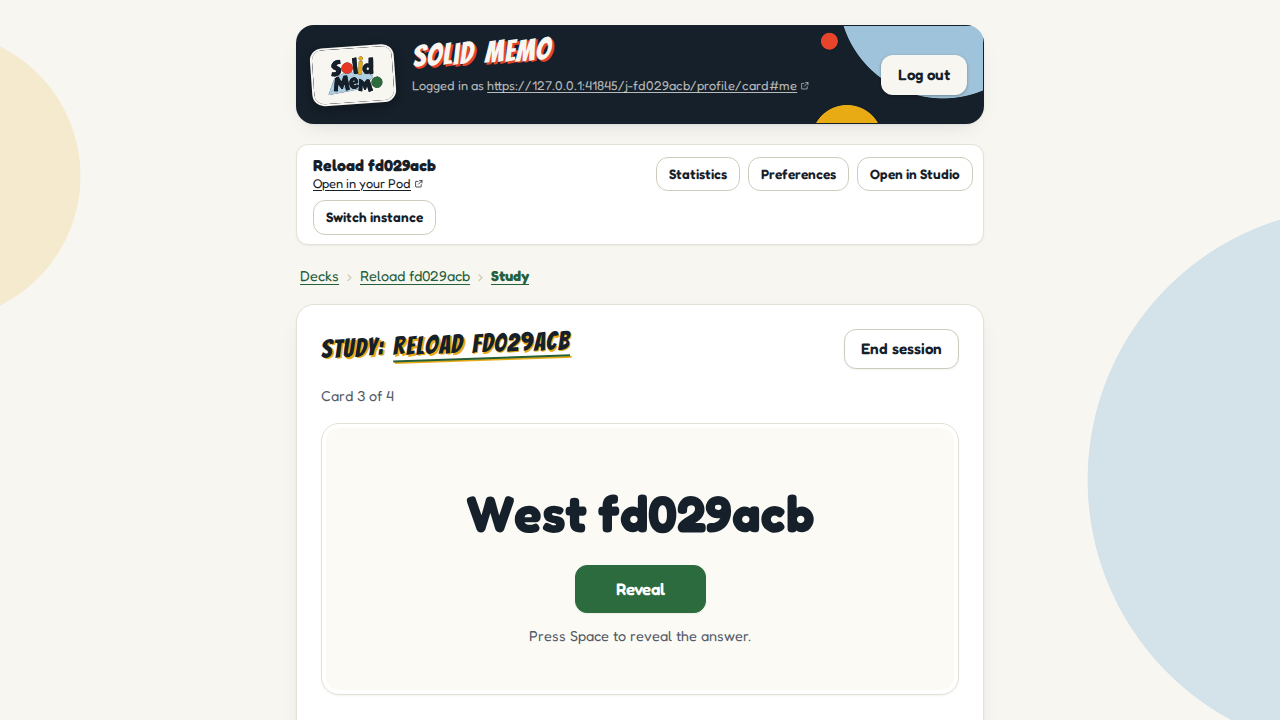 Solid Memo
SOLID MEMO
Logged in as https://127.0.0.1:41845/j-fd029acb/profile/card#me
Log out
Reload fd029acb
Open in your Pod
Statistics
Preferences
Open in Studio
Switch instance
Decks › Reload fd029acb › Study
STUDY: RELOAD FD029ACB
End session
Card 3 of 4
West fd029acb
Reveal
Press Space to reveal the answer.